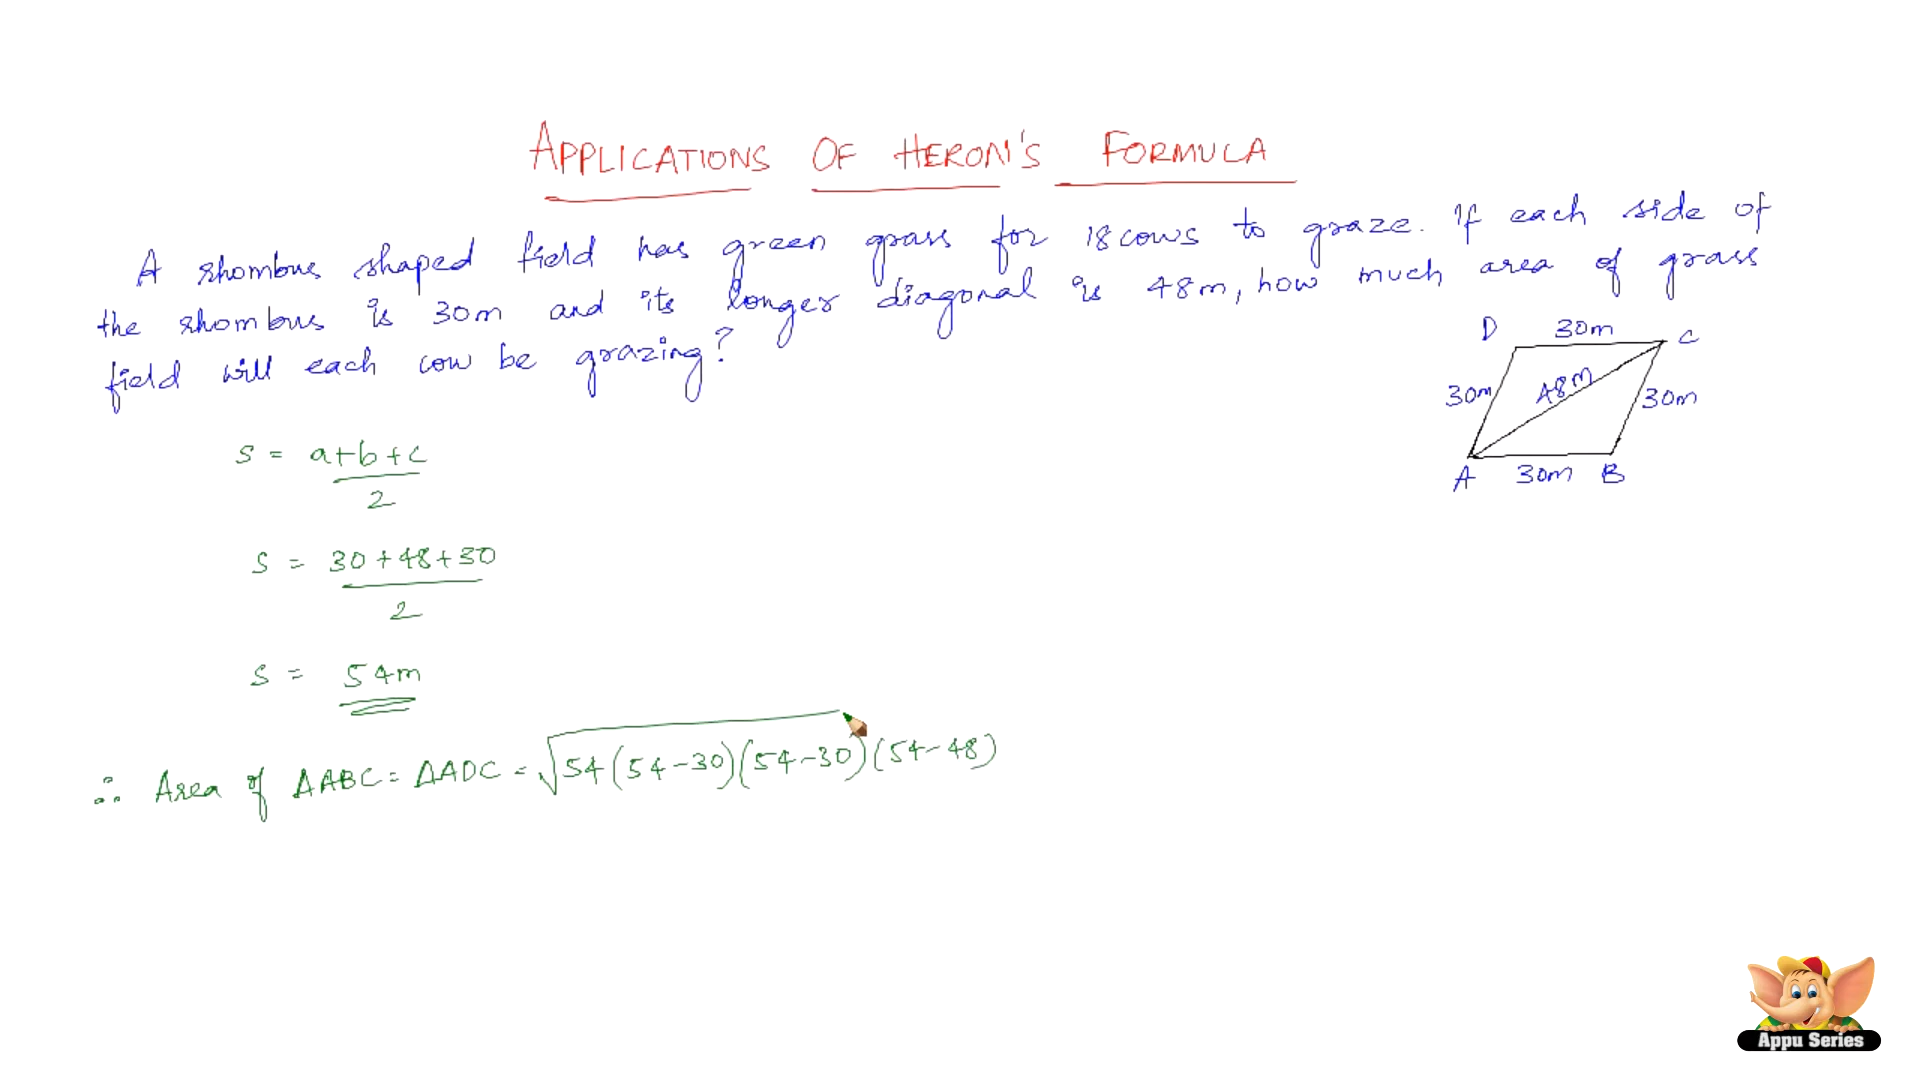 APPLICATIONS OF HERON'S FORMULA
A rhombus shaped field has green grass for 18 cows to graze. If each side of
the rhombus is 30m and its longer diagonal is 48m, how much area of grass
field will each cow be grazing?
D 30m C
30m 48m 30m
A 30m B
S = a+b+c
2
S = 30+48+30
2
S = 54m
∴ Area of ΔABC = ΔADC = √54(54-30)(54-30)(54-48)
Appu Series